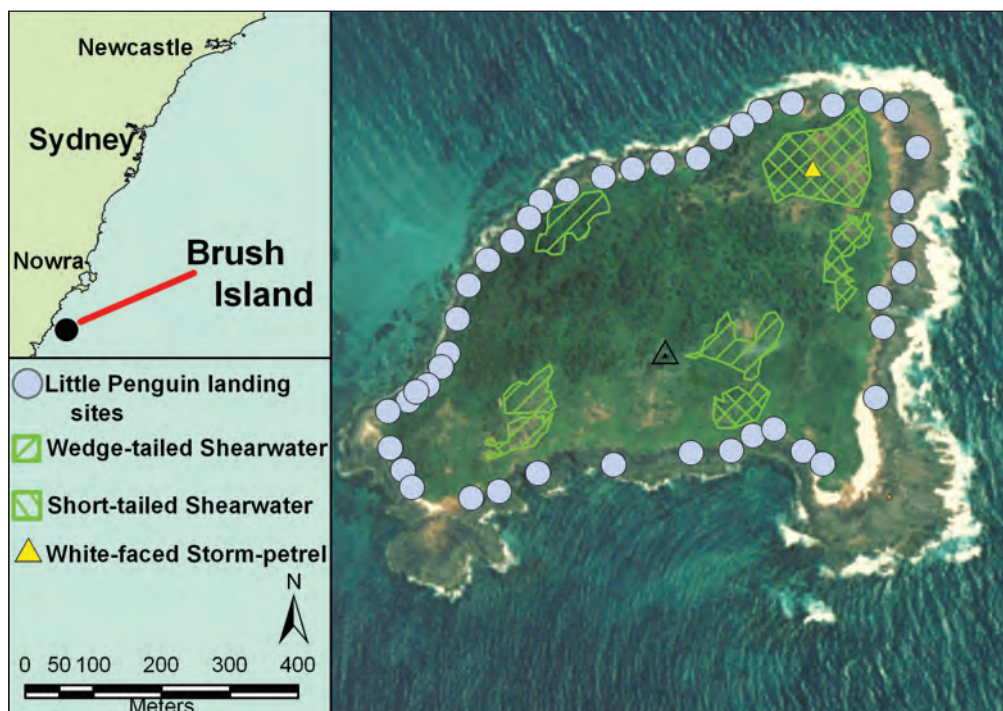 Newcastle
Sydney
Nowra
Brush
Island
Little Penguin landing
sites
Wedge-tailed Shearwater
Short-tailed Shearwater
White-faced Storm-petrel
N
0 50 100 200 300 400
Meters